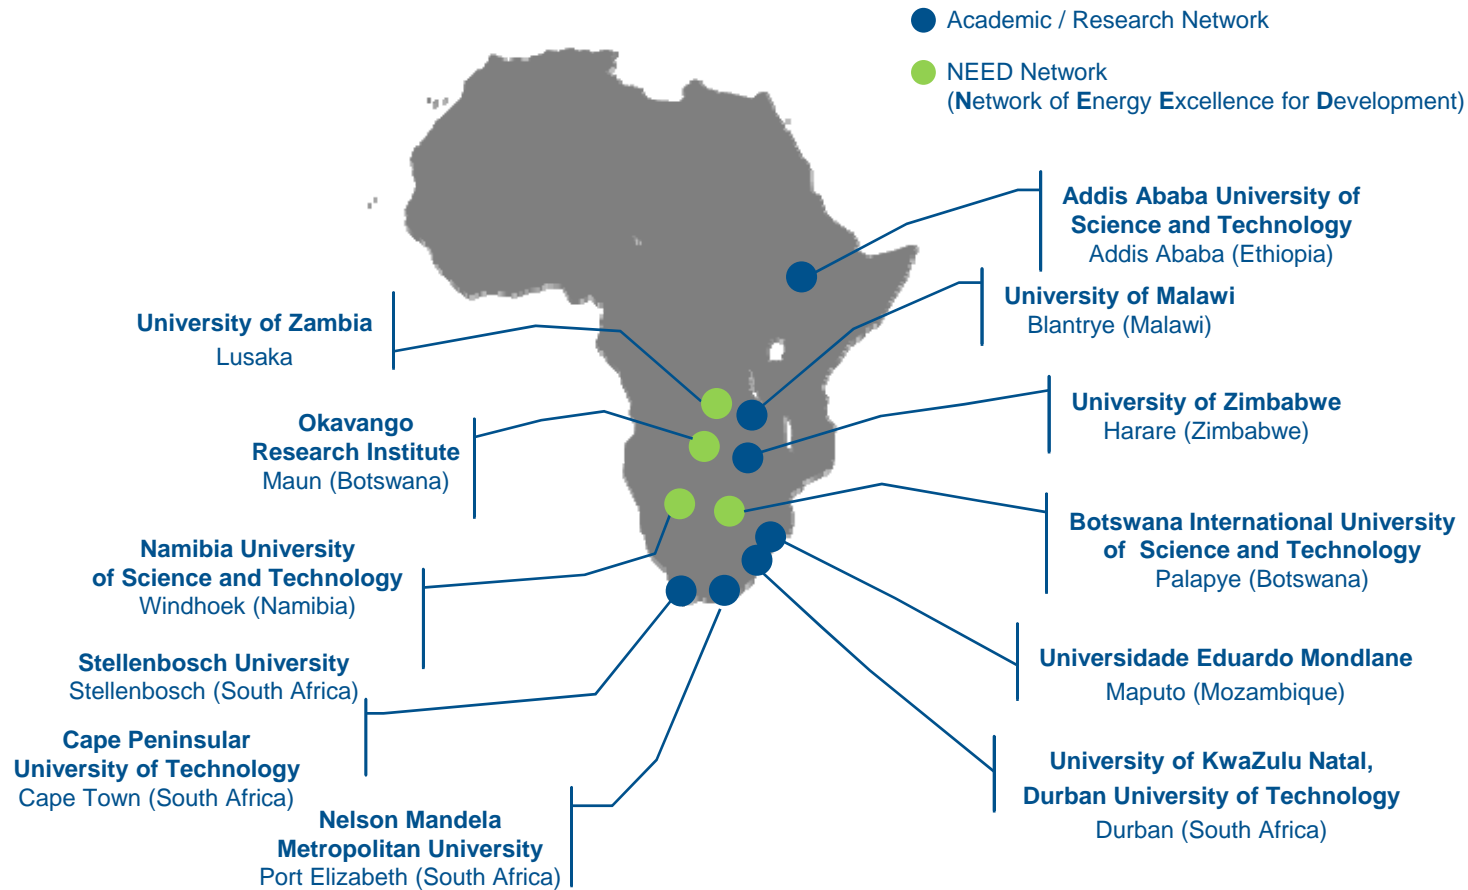 Academic / Research Network
NEED Network
(Network of Energy Excellence for Development)
Addis Ababa University of
Science and Technology
Addis Ababa (Ethiopia)
University of Malawi
Blantrye (Malawi)
University of Zambia
Lusaka
University of Zimbabwe
Harare (Zimbabwe)
Okavango
Research Institute
Maun (Botswana)
Botswana International University
of Science and Technology
Palapye (Botswana)
Namibia University
of Science and Technology
Windhoek (Namibia)
Universidade Eduardo Mondlane
Maputo (Mozambique)
Stellenbosch University
Stellenbosch (South Africa)
Cape Peninsular
University of Technology
Cape Town (South Africa)
University of KwaZulu Natal,
Durban University of Technology
Durban (South Africa)
Nelson Mandela
Metropolitan University
Port Elizabeth (South Africa)